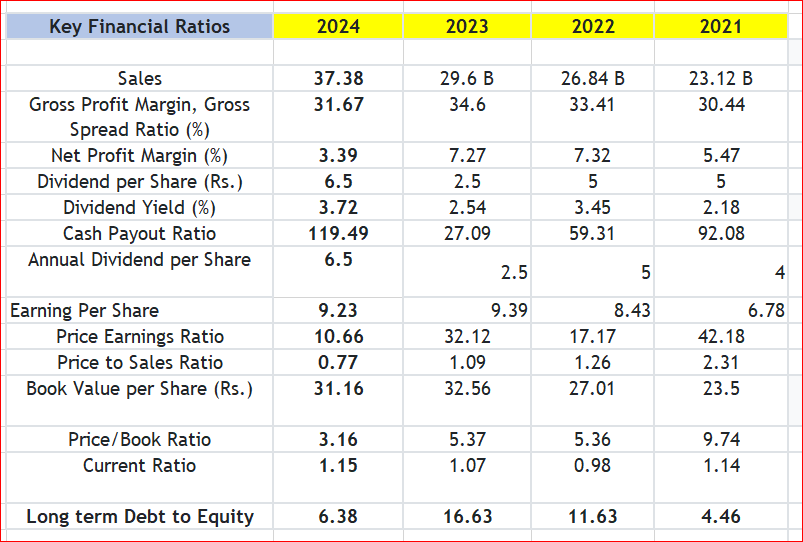 Key Financial Ratios 2024 2023 2022 2021
Sales 37.38 29.6 B 26.84 B 23.12 B
Gross Profit Margin, Gross 31.67 34.6 33.41 30.44
Spread Ratio (%)
Net Profit Margin (%) 3.39 7.27 7.32 5.47
Dividend per Share (Rs.) 6.5 2.5 5 5
Dividend Yield (%) 3.72 2.54 3.45 2.18
Cash Payout Ratio 119.49 27.09 59.31 92.08
Annual Dividend per Share 6.5 2.5 5 4
Earning Per Share 9.23 9.39 8.43 6.78
Price Earnings Ratio 10.66 32.12 17.17 42.18
Price to Sales Ratio 0.77 1.09 1.26 2.31
Book Value per Share (Rs.) 31.16 32.56 27.01 23.5
Price/Book Ratio 3.16 5.37 5.36 9.74
Current Ratio 1.15 1.07 0.98 1.14
Long term Debt to Equity 6.38 16.63 11.63 4.46